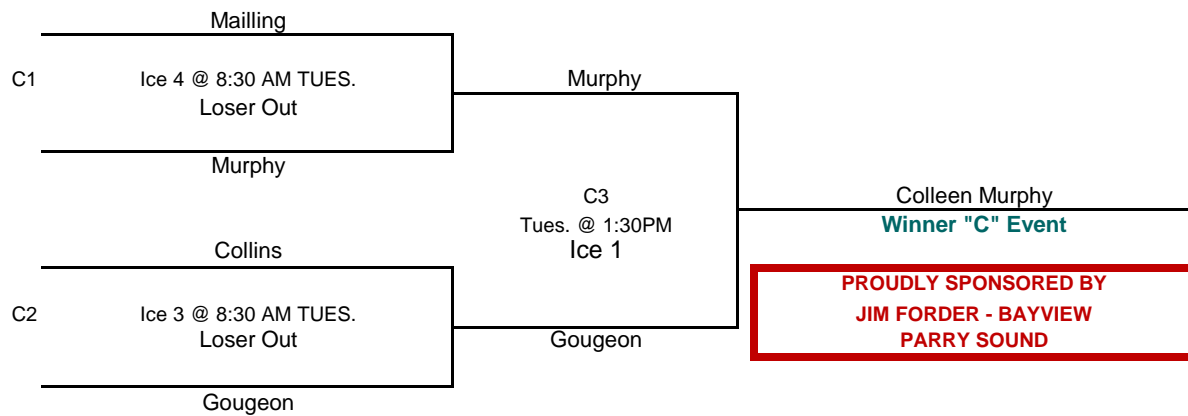 Mailling
C1
Ice 4 @ 8:30 AM TUES.
Loser Out
Murphy
Murphy
C3
Tues. @ 1:30PM
Ice 1
Colleen Murphy
Winner "C" Event
Collins
C2
Ice 3 @ 8:30 AM TUES.
Loser Out
Gougeon
Gougeon
PROUDLY SPONSORED BY
JIM FORDER - BAYVIEW
PARRY SOUND